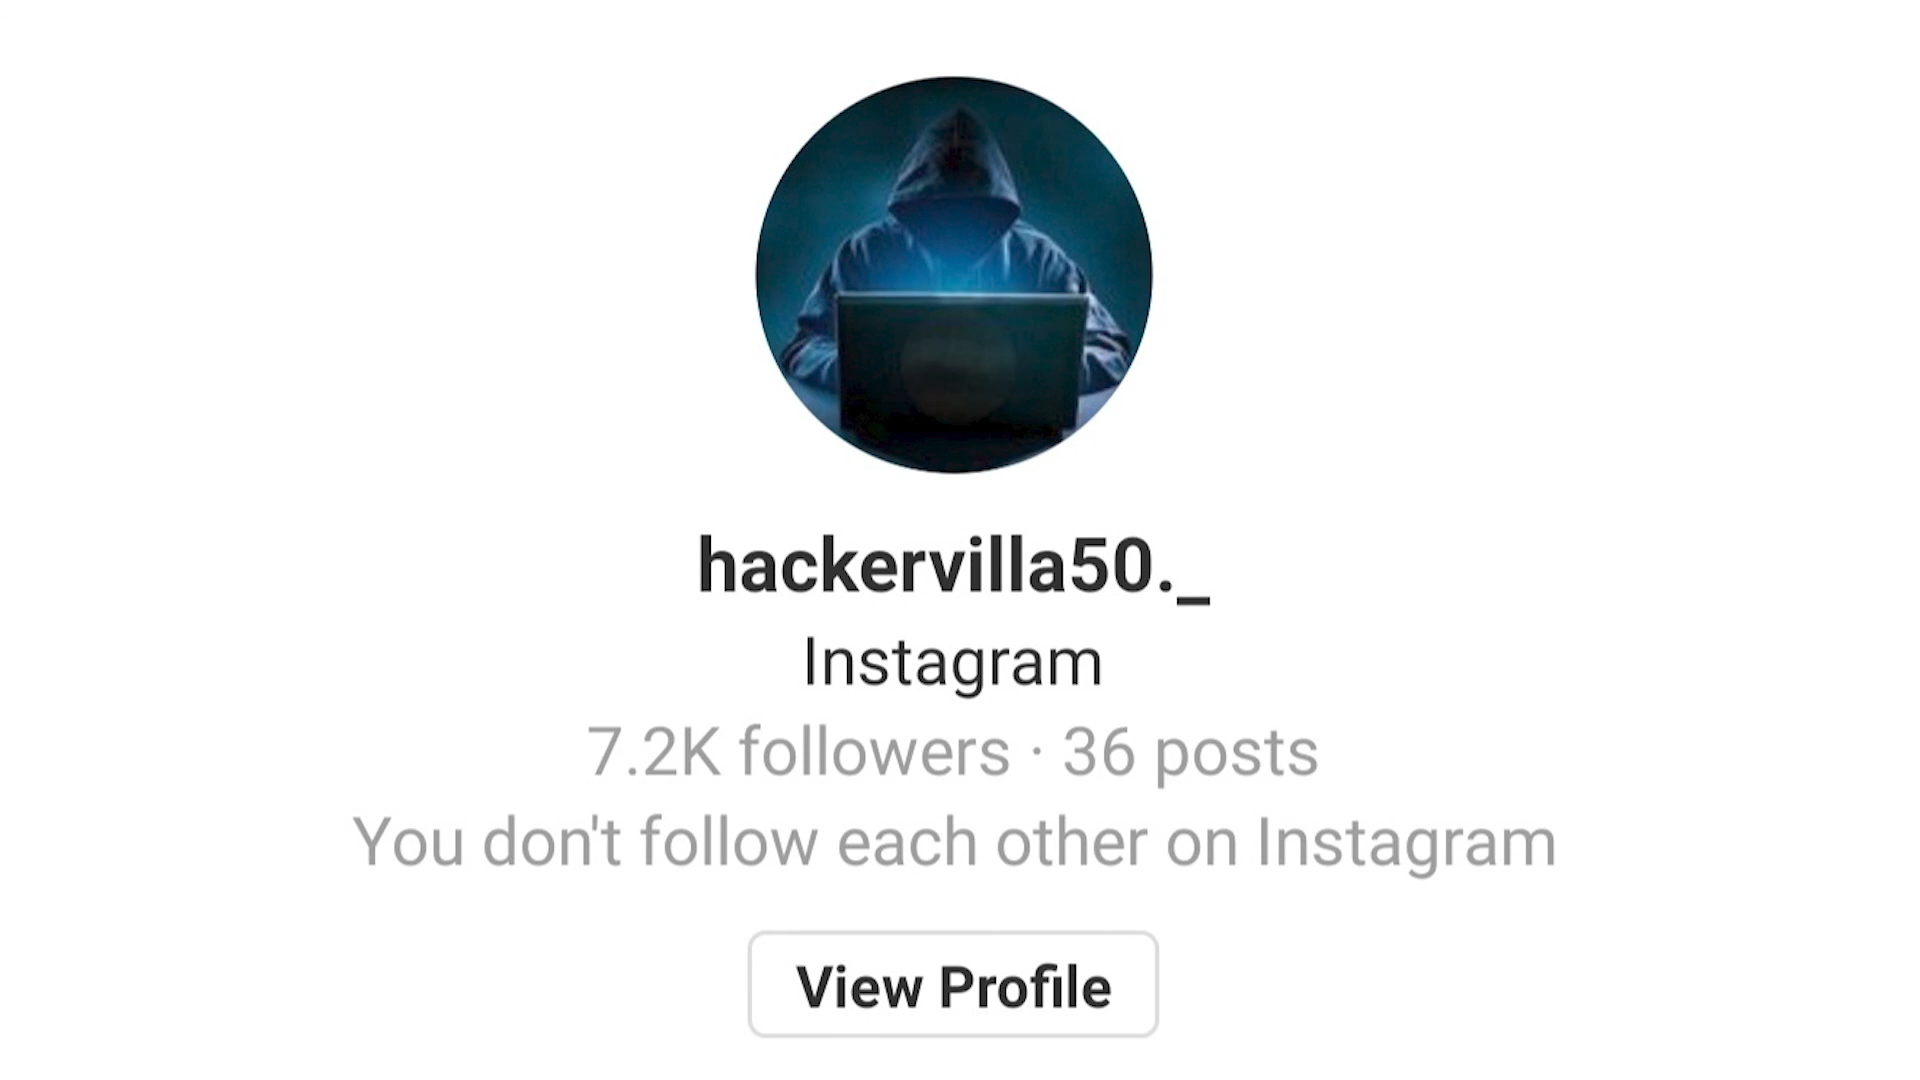 hackervilla50._
Instagram
7.2K followers · 36 posts
You don't follow each other on Instagram
View Profile